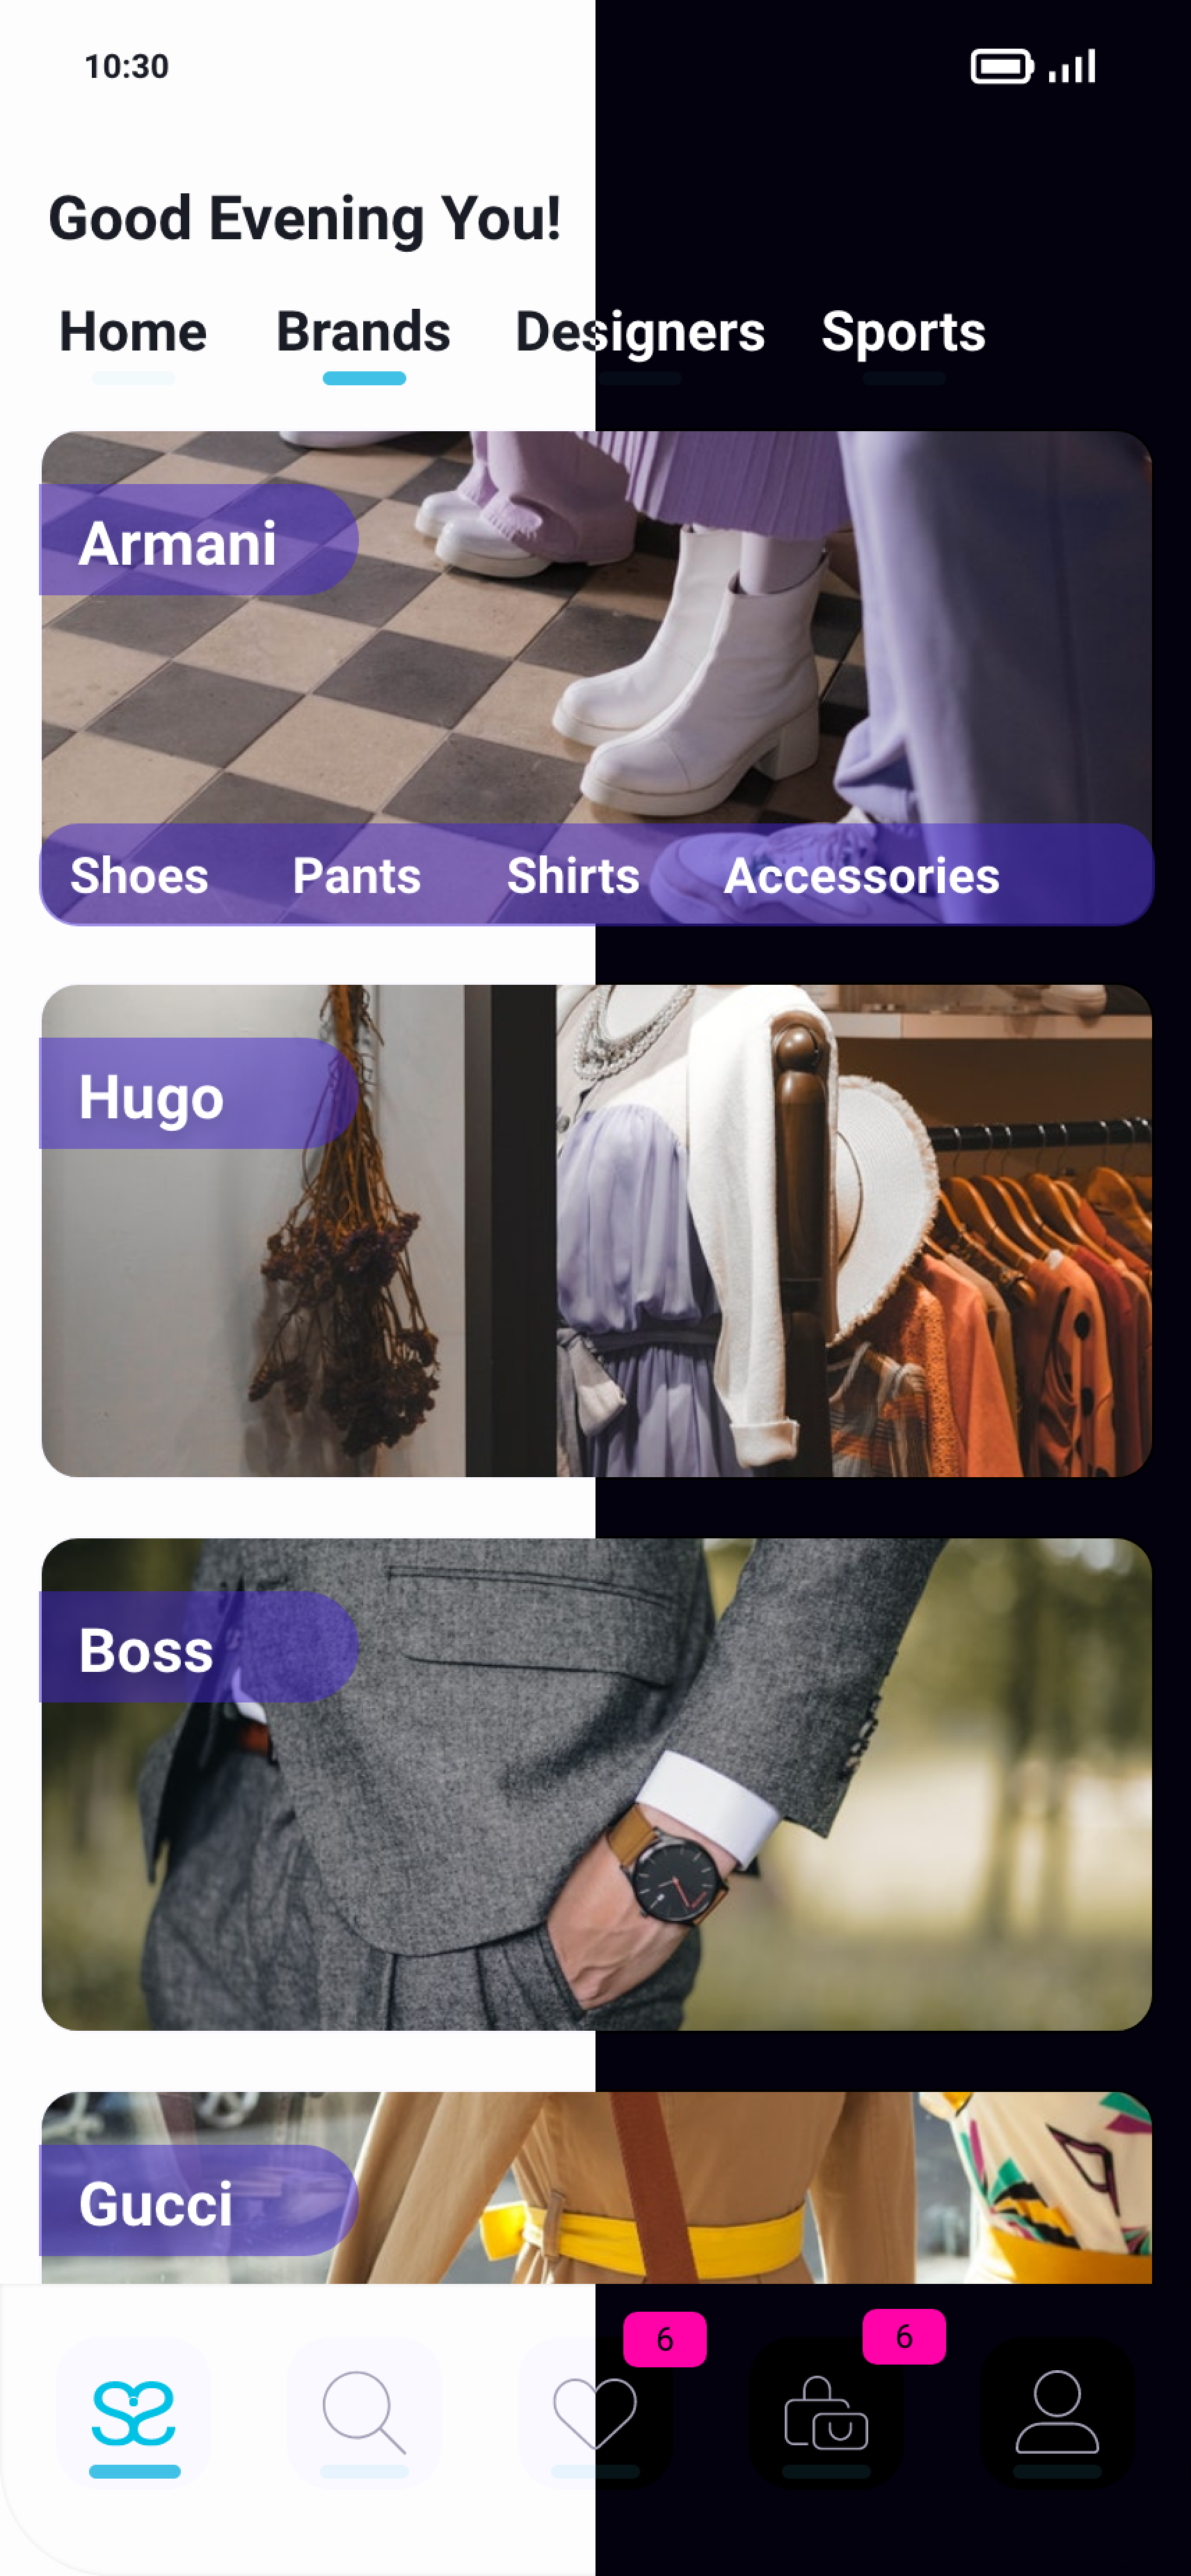 10:30
Good Evening You!
Home Brands Designers Sports
Armani
Shoes Pants Shirts Accessories
Hugo
Boss
Gucci
6 6